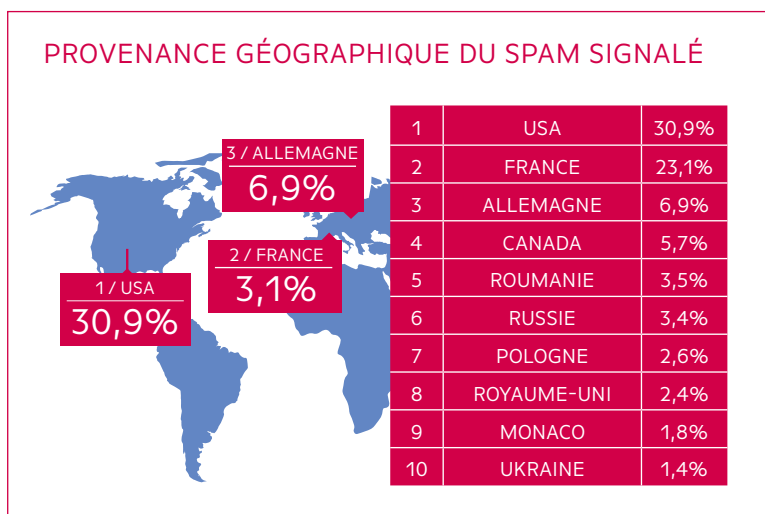 PROVENANCE GÉOGRAPHIQUE DU SPAM SIGNALÉ
3 / ALLEMAGNE
6,9%
2 / FRANCE
3,1%
1 / USA
30,9%
1 USA 30,9%
2 FRANCE 23,1%
3 ALLEMAGNE 6,9%
4 CANADA 5,7%
5 ROUMANIE 3,5%
6 RUSSIE 3,4%
7 POLOGNE 2,6%
8 ROYAUME-UNI 2,4%
9 MONACO 1,8%
10 UKRAINE 1,4%